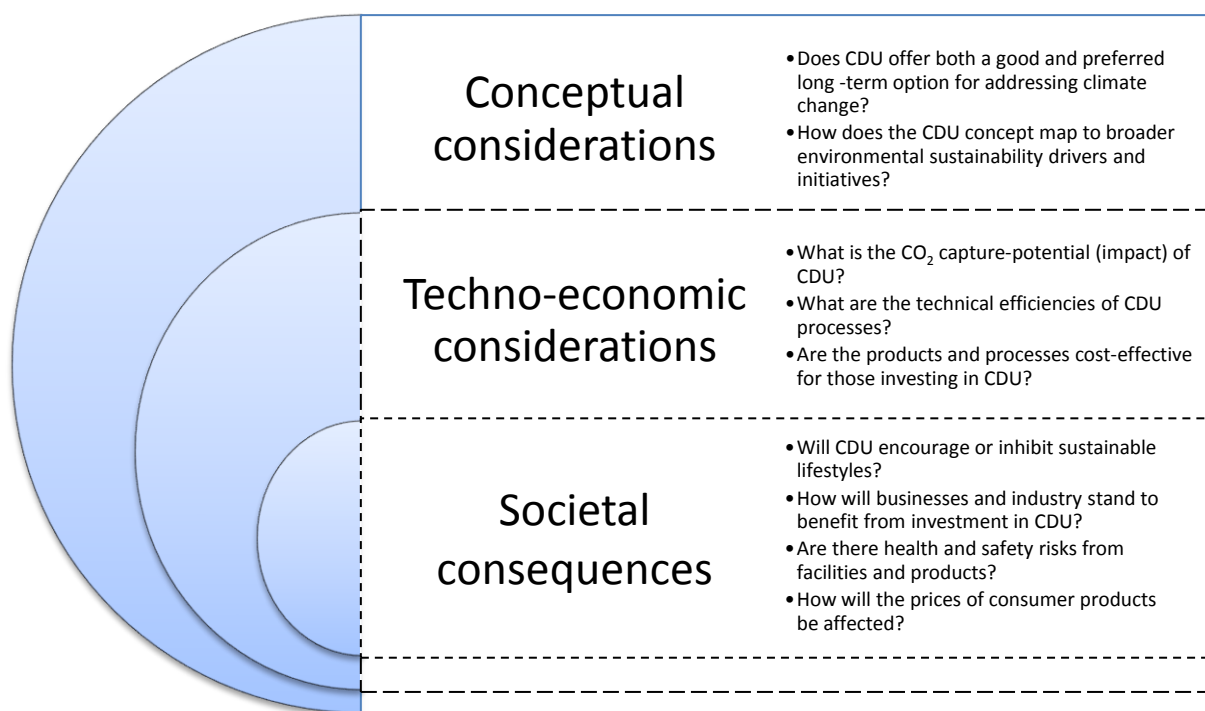 Conceptual
considerations
•Does CDU offer both a good and preferred
long -term option for addressing climate
change?
•How does the CDU concept map to broader
environmental sustainability drivers and
initiatives?
Techno-economic
considerations
•What is the CO₂ capture-potential (impact) of
CDU?
•What are the technical efficiencies of CDU
processes?
•Are the products and processes cost-effective
for those investing in CDU?
Societal
consequences
•Will CDU encourage or inhibit sustainable
lifestyles?
•How will businesses and industry stand to
benefit from investment in CDU?
•Are there health and safety risks from
facilities and products?
•How will the prices of consumer products
be affected?